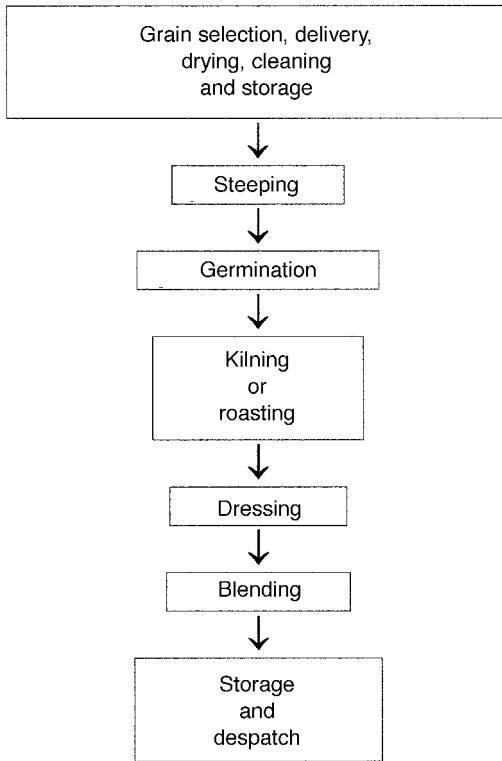 Grain selection, delivery,
drying, cleaning
and storage
Steeping
Germination
Kilning
or
roasting
Dressing
Blending
Storage
and
despatch